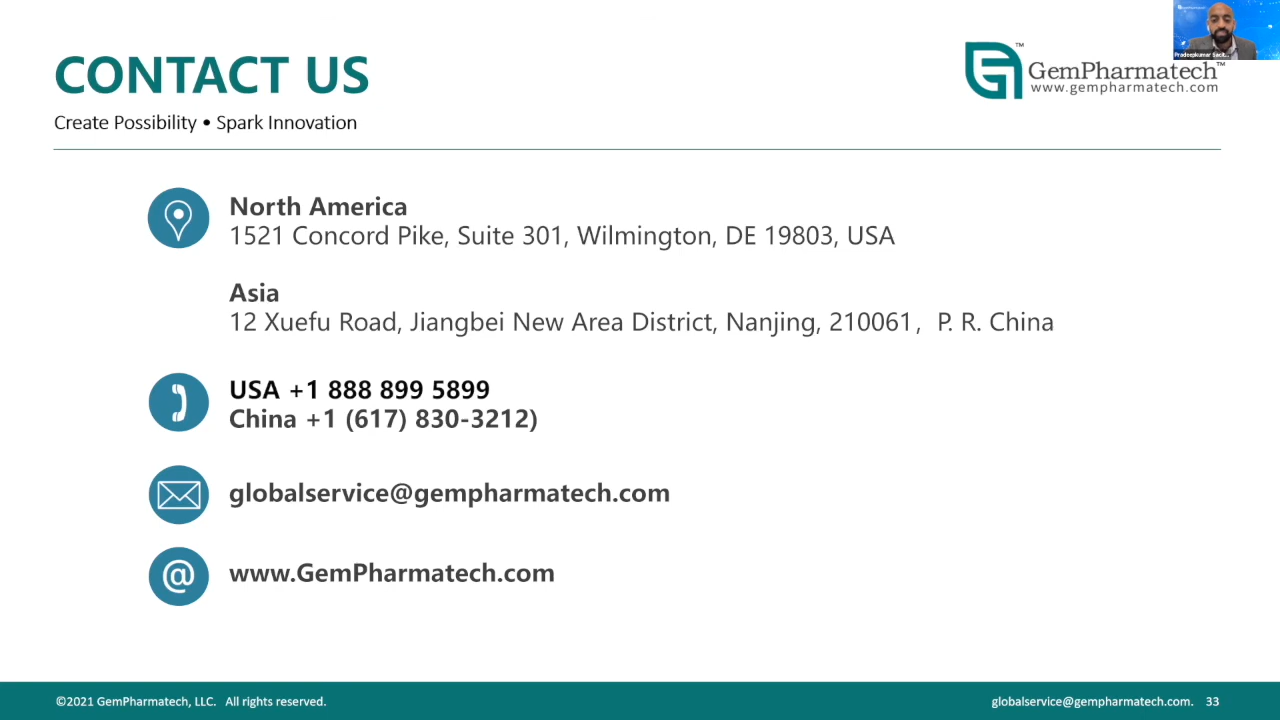 CONTACT US
Create Possibility • Spark Innovation
GemPharmatech™
www.gempharmatech.com
GemPharmatech
Pradeepkumar Sacit...
North America
1521 Concord Pike, Suite 301, Wilmington, DE 19803, USA
Asia
12 Xuefu Road, Jiangbei New Area District, Nanjing, 210061，P. R. China
USA +1 888 899 5899
China +1 (617) 830-3212)
globalservice@gempharmatech.com
@
www.GemPharmatech.com
©2021 GemPharmatech, LLC. All rights reserved.
globalservice@gempharmatech.com. 33